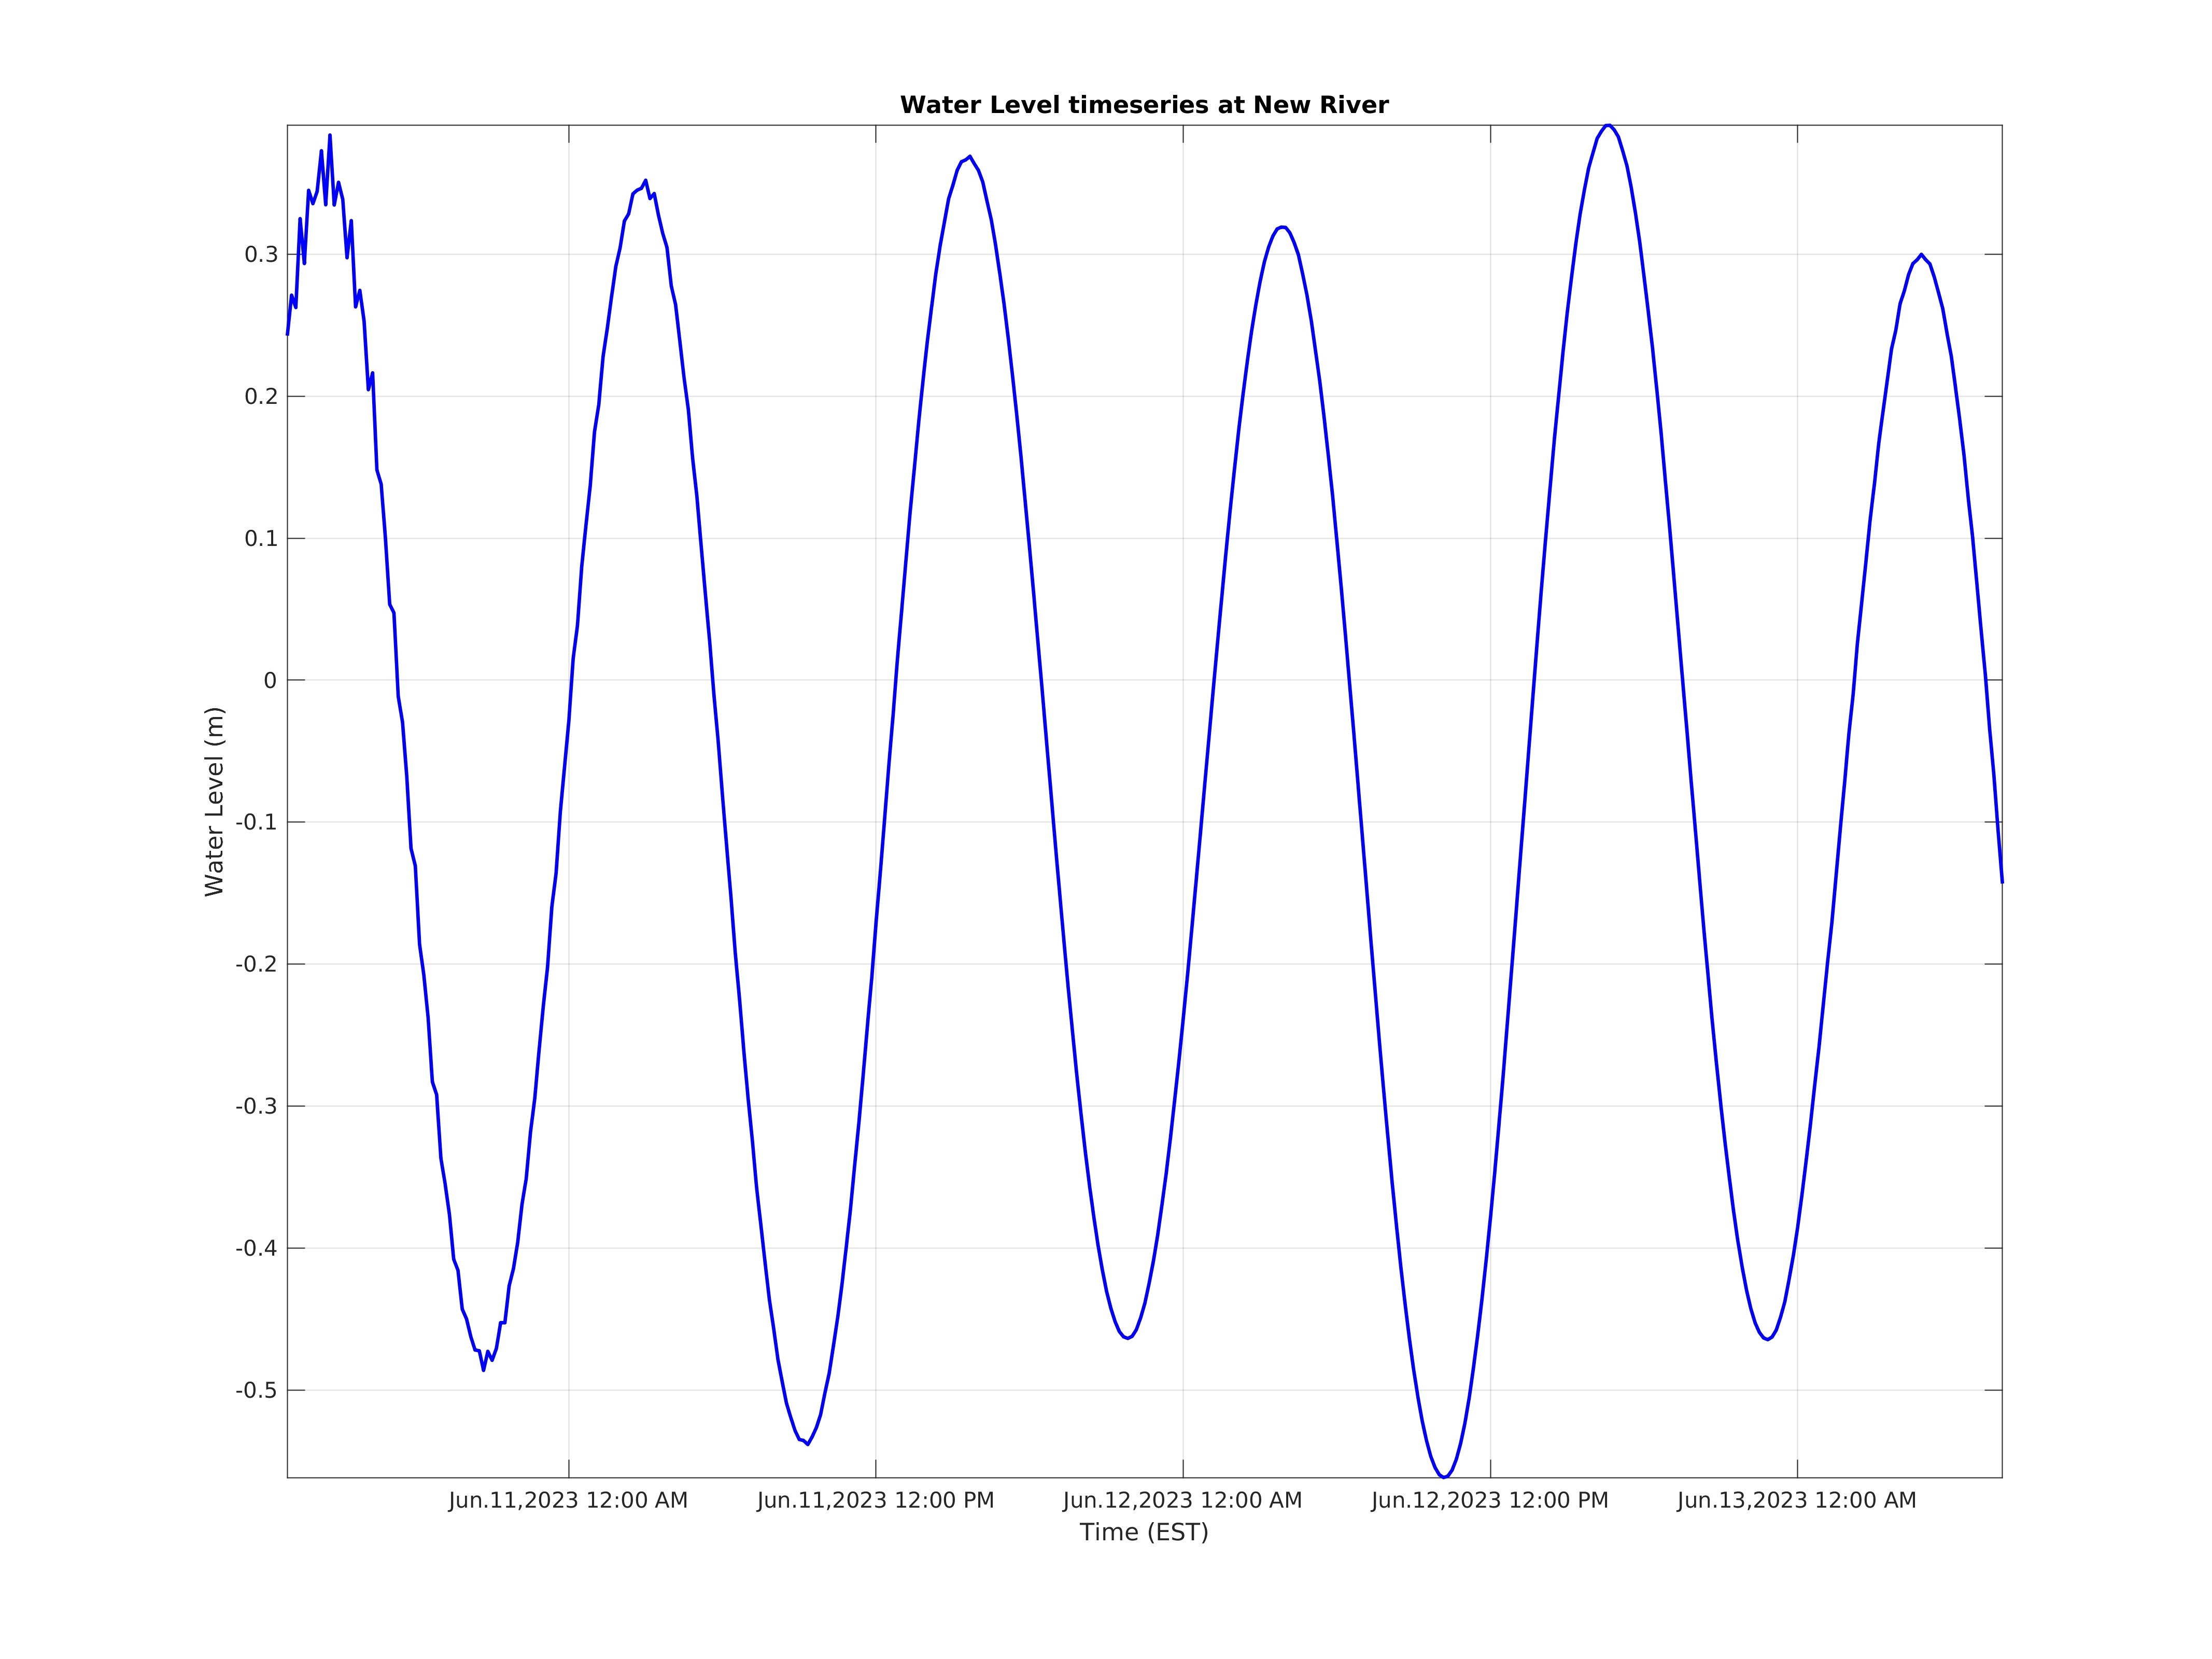 Water Level timeseries at New River
0.3
0.2
0.1
0
-0.1
-0.2
-0.3
-0.4
-0.5
Water Level (m)
Jun.11,2023 12:00 AM
Jun.11,2023 12:00 PM
Jun.12,2023 12:00 AM
Jun.12,2023 12:00 PM
Jun.13,2023 12:00 AM
Time (EST)